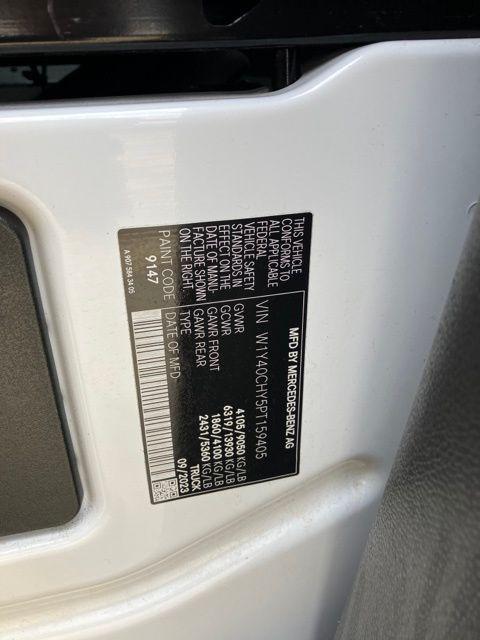 MFD BY MERCEDES-BENZ AG
VIN W1Y40CHY5PT159405
THIS VEHICLE
CONFORMS TO
ALL APPLICABLE
FEDERAL
VEHICLE SAFETY
STANDARDS IN
EFFECT ON THE
DATE OF MANU-
FACTURE SHOWN
ON THE RIGHT.
GVWR 4105/9050 KG/LB
GCWR 6319/13930 KG/LB
GAWR FRONT 1860/4100 KG/LB
GAWR REAR 2431/5360 KG/LB
TYPE TRUCK
DATE OF MFT. 09/2023
PAINT CODE
9147
A 907 584 34 05